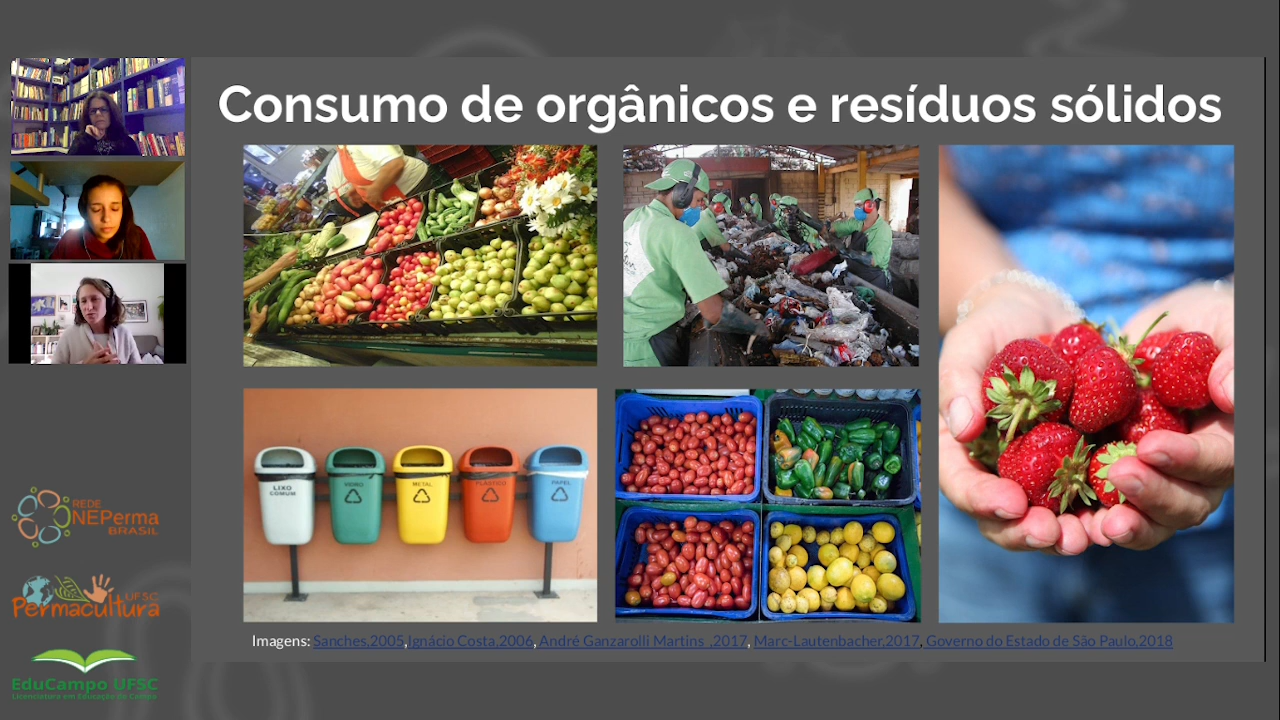 Consumo de orgânicos e resíduos sólidos
LIXO
COMUM
VIDRO
METAL
PLÁSTICO
PAPEL
Imagens: Sanches,2005, Ignácio Costa,2006, André Ganzarolli Martins ,2017, Marc-Lautenbacher,2017, Governo do Estado de São Paulo,2018
REDE
NEPerma
BRASIL
UFSC
Permacultura
EduCampo UFSC
Licenciatura em Educação do Campo